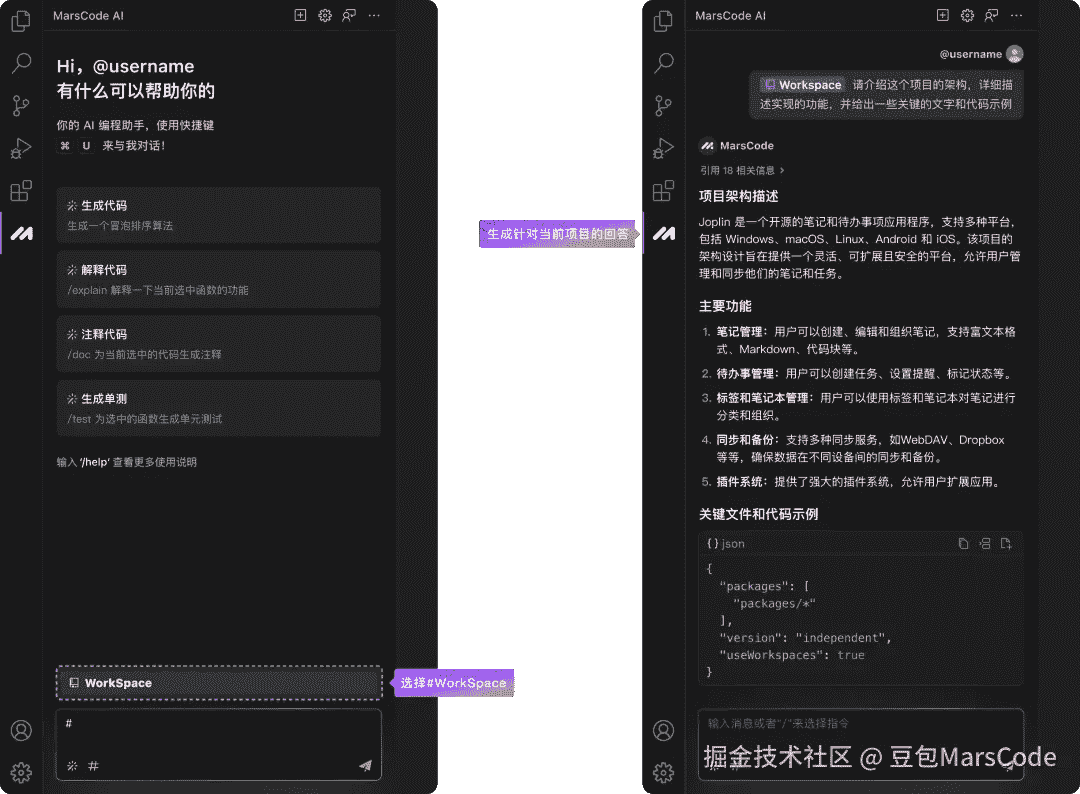 MarsCode AI
Hi，@username
有什么可以帮助你的
你的 AI 编程助手，使用快捷键
⌘ U 来与我对话！
生成代码
生成一个冒泡排序算法
解释代码
/explain 解释一下当前选中函数的功能
注释代码
/doc 为当前选中的代码生成注释
生成单测
/test 为选中的函数生成单元测试
输入 ‘/help’ 查看更多使用说明
WorkSpace
选择#WorkSpace
#
#
生成针对当前项目的回答
MarsCode AI
@username
Workspace 请介绍这个项目的架构，详细描
述实现的功能，并给出一些关键的文字和代码示例
MarsCode
引用 18 相关信息 >
项目架构描述
Joplin 是一个开源的笔记和待办事项应用程序，支持多种平台，
包括 Windows、macOS、Linux、Android 和 iOS。该项目的
架构设计旨在提供一个灵活、可扩展且安全的平台，允许用户管
理和同步他们的笔记和任务。
主要功能
1. 笔记管理：用户可以创建、编辑和组织笔记，支持富文本格
式、Markdown、代码块等。
2. 待办事管理：用户可以创建任务、设置提醒、标记状态等。
3. 标签和笔记本管理：用户可以使用标签和笔记本对笔记进行
分类和组织。
4. 同步和备份：支持多种同步服务，如WebDAV、Dropbox
等等，确保数据在不同设备间的同步和备份。
5. 插件系统：提供了强大的插件系统，允许用户扩展应用。
关键文件和代码示例
{} json
{
"packages": [
"packages/*"
],
"version": "independent",
"useWorkspaces": true
}
输入消息或者“/”来选择指令
掘金技术社区 @ 豆包MarsCode